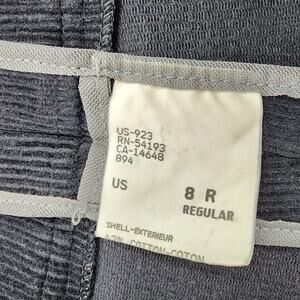 US-923
RN-54193
CA-14648
894
US
8 R
REGULAR
SHELL-EXTERIEUR
COTTON-COTON